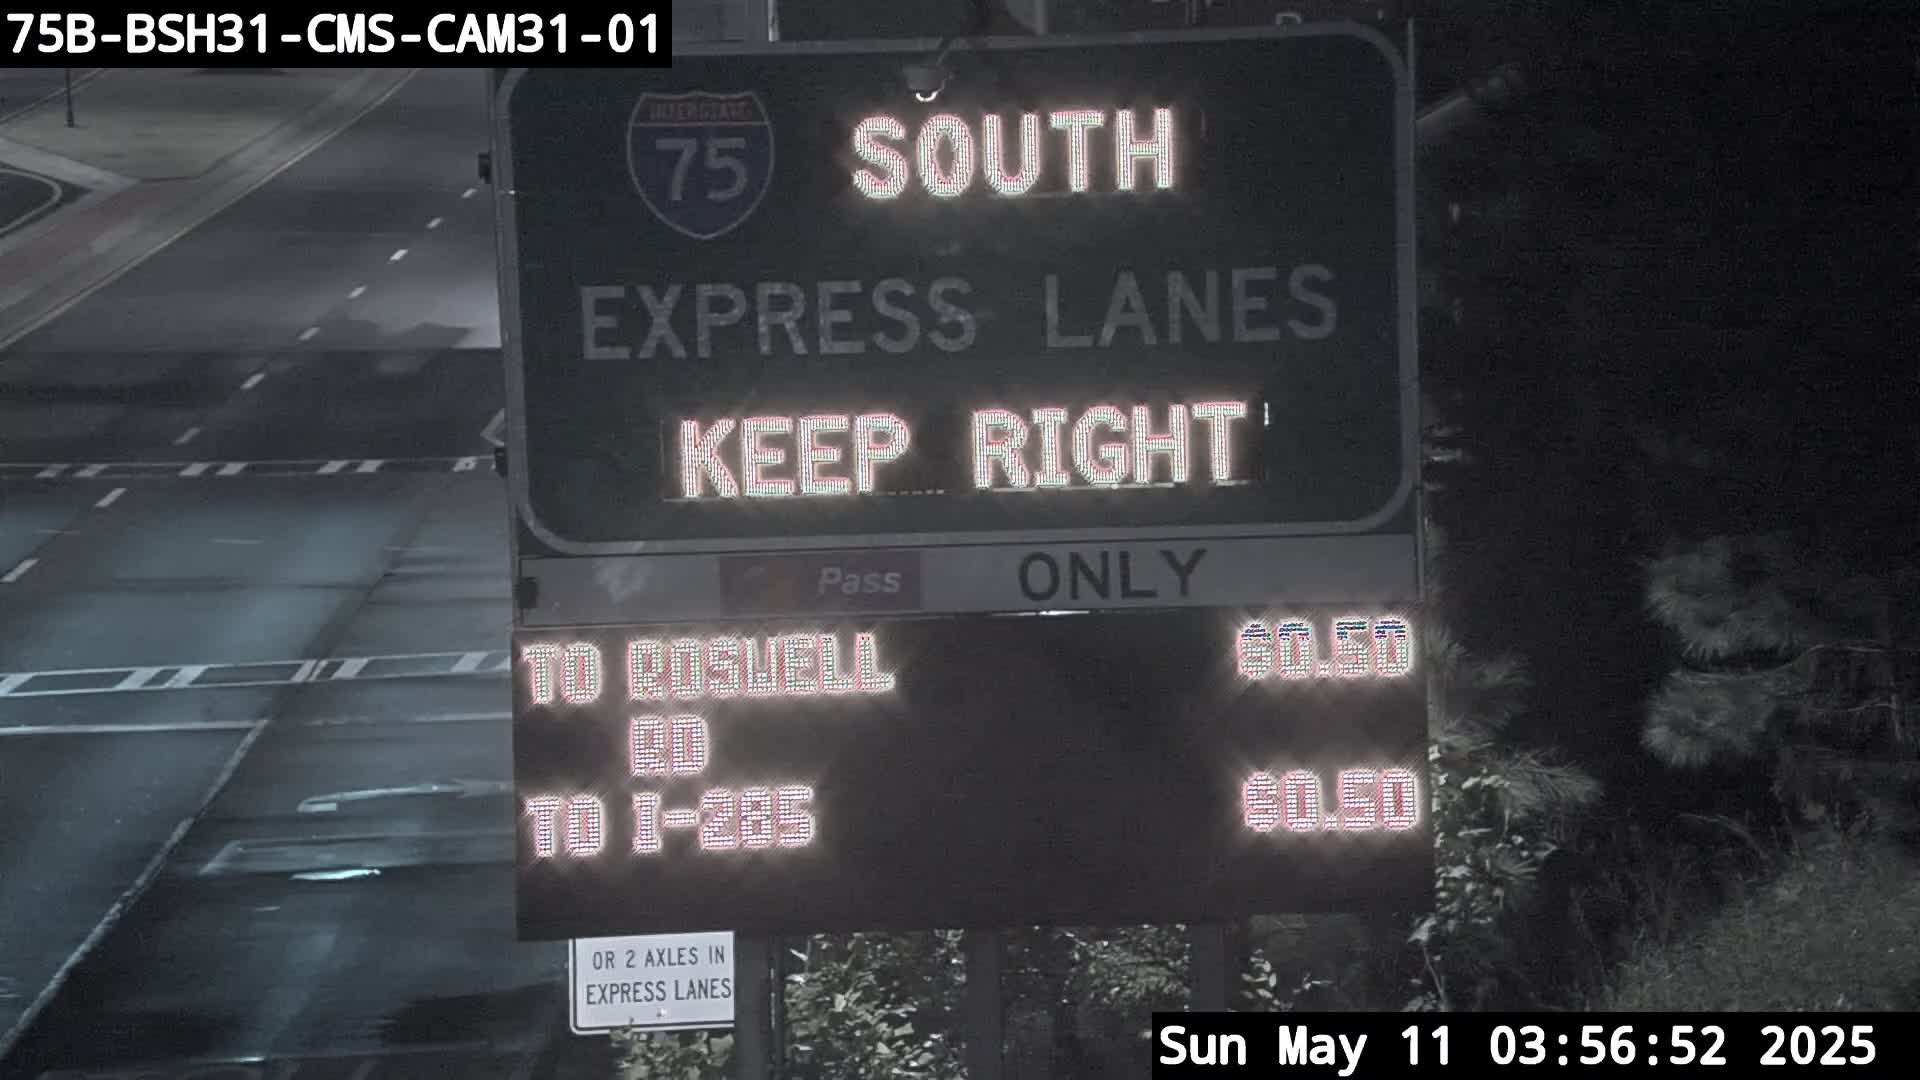 75B-BSH31-CMS-CAM31-01
INTERSTATE
75
SOUTH
EXPRESS LANES
KEEP RIGHT
Pass ONLY
TO ROSWELL $0.50
RD
TO I-285 $0.50
OR 2 AXLES IN
EXPRESS LANES
Sun May 11 03:56:52 2025